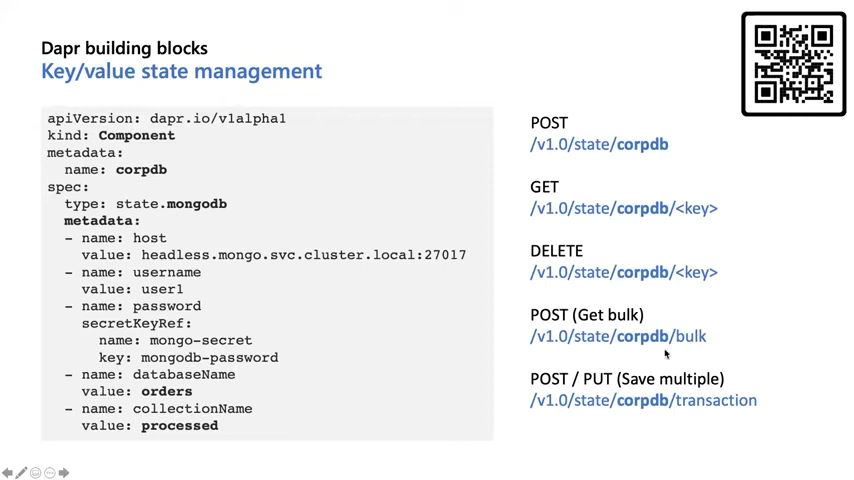 Dapr building blocks
Key/value state management
apiVersion: dapr.io/v1alpha1
kind: Component
metadata:
  name: corpdb
spec:
  type: state.mongodb
  metadata:
  - name: host
    value: headless.mongo.svc.cluster.local:27017
  - name: username
    value: user1
  - name: password
    secretKeyRef:
      name: mongo-secret
      key: mongodb-password
  - name: databaseName
    value: orders
  - name: collectionName
    value: processed
POST
/v1.0/state/corpdb
GET
/v1.0/state/corpdb/<key>
DELETE
/v1.0/state/corpdb/<key>
POST (Get bulk)
/v1.0/state/corpdb/bulk
POST / PUT (Save multiple)
/v1.0/state/corpdb/transaction